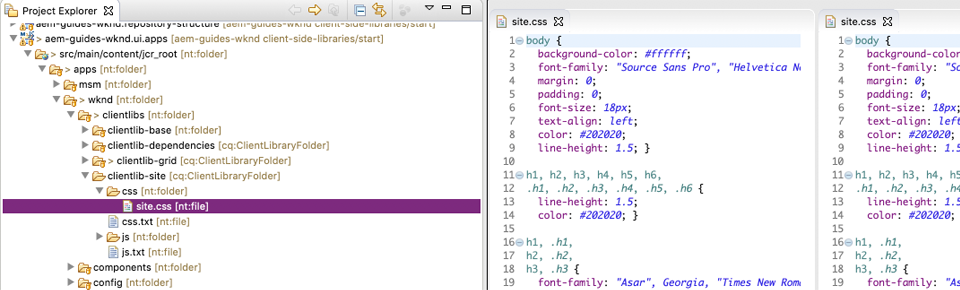 Project Explorer
aem-guides-wknd.repository-structure [aem-guides-wknd client-side-libraries/start]
> aem-guides-wknd.ui.apps [aem-guides-wknd client-side-libraries/start]
> src/main/content/jcr_root [nt:folder]
> apps [nt:folder]
msm [nt:folder]
> wknd [nt:folder]
> clientlibs [nt:folder]
clientlib-base [nt:folder]
clientlib-dependencies [cq:ClientLibraryFolder]
> clientlib-grid [cq:ClientLibraryFolder]
clientlib-site [cq:ClientLibraryFolder]
css [nt:folder]
site.css [nt:file]
css.txt [nt:file]
js [nt:folder]
js.txt [nt:file]
components [nt:folder]
config [nt:folder]
site.css
1 body {
2 background-color: #ffffff;
3 font-family: "Source Sans Pro", "Helvetica Ne
4 margin: 0;
5 padding: 0;
6 font-size: 18px;
7 text-align: left;
8 color: #202020;
9 line-height: 1.5; }
10
11 h1, h2, h3, h4, h5, h6,
12 .h1, .h2, .h3, .h4, .h5, .h6 {
13 line-height: 1.5;
14 color: #202020; }
15
16 h1, .h1,
17 h2, .h2,
18 h3, .h3 {
19 font-family: "Asar", Georgia, "Times New Rom
site.css
1 body {
2 background-color:
3 font-family: "So
4 margin: 0;
5 padding: 0;
6 font-size: 18px;
7 text-align: left
8 color: #202020;
9 line-height: 1.5
10
11 h1, h2, h3, h4, h5
12 .h1, .h2, .h3, .h4
13 line-height: 1.5
14 color: #202020;
15
16 h1, .h1,
17 h2, .h2,
18 h3, .h3 {
19 font-family: "As